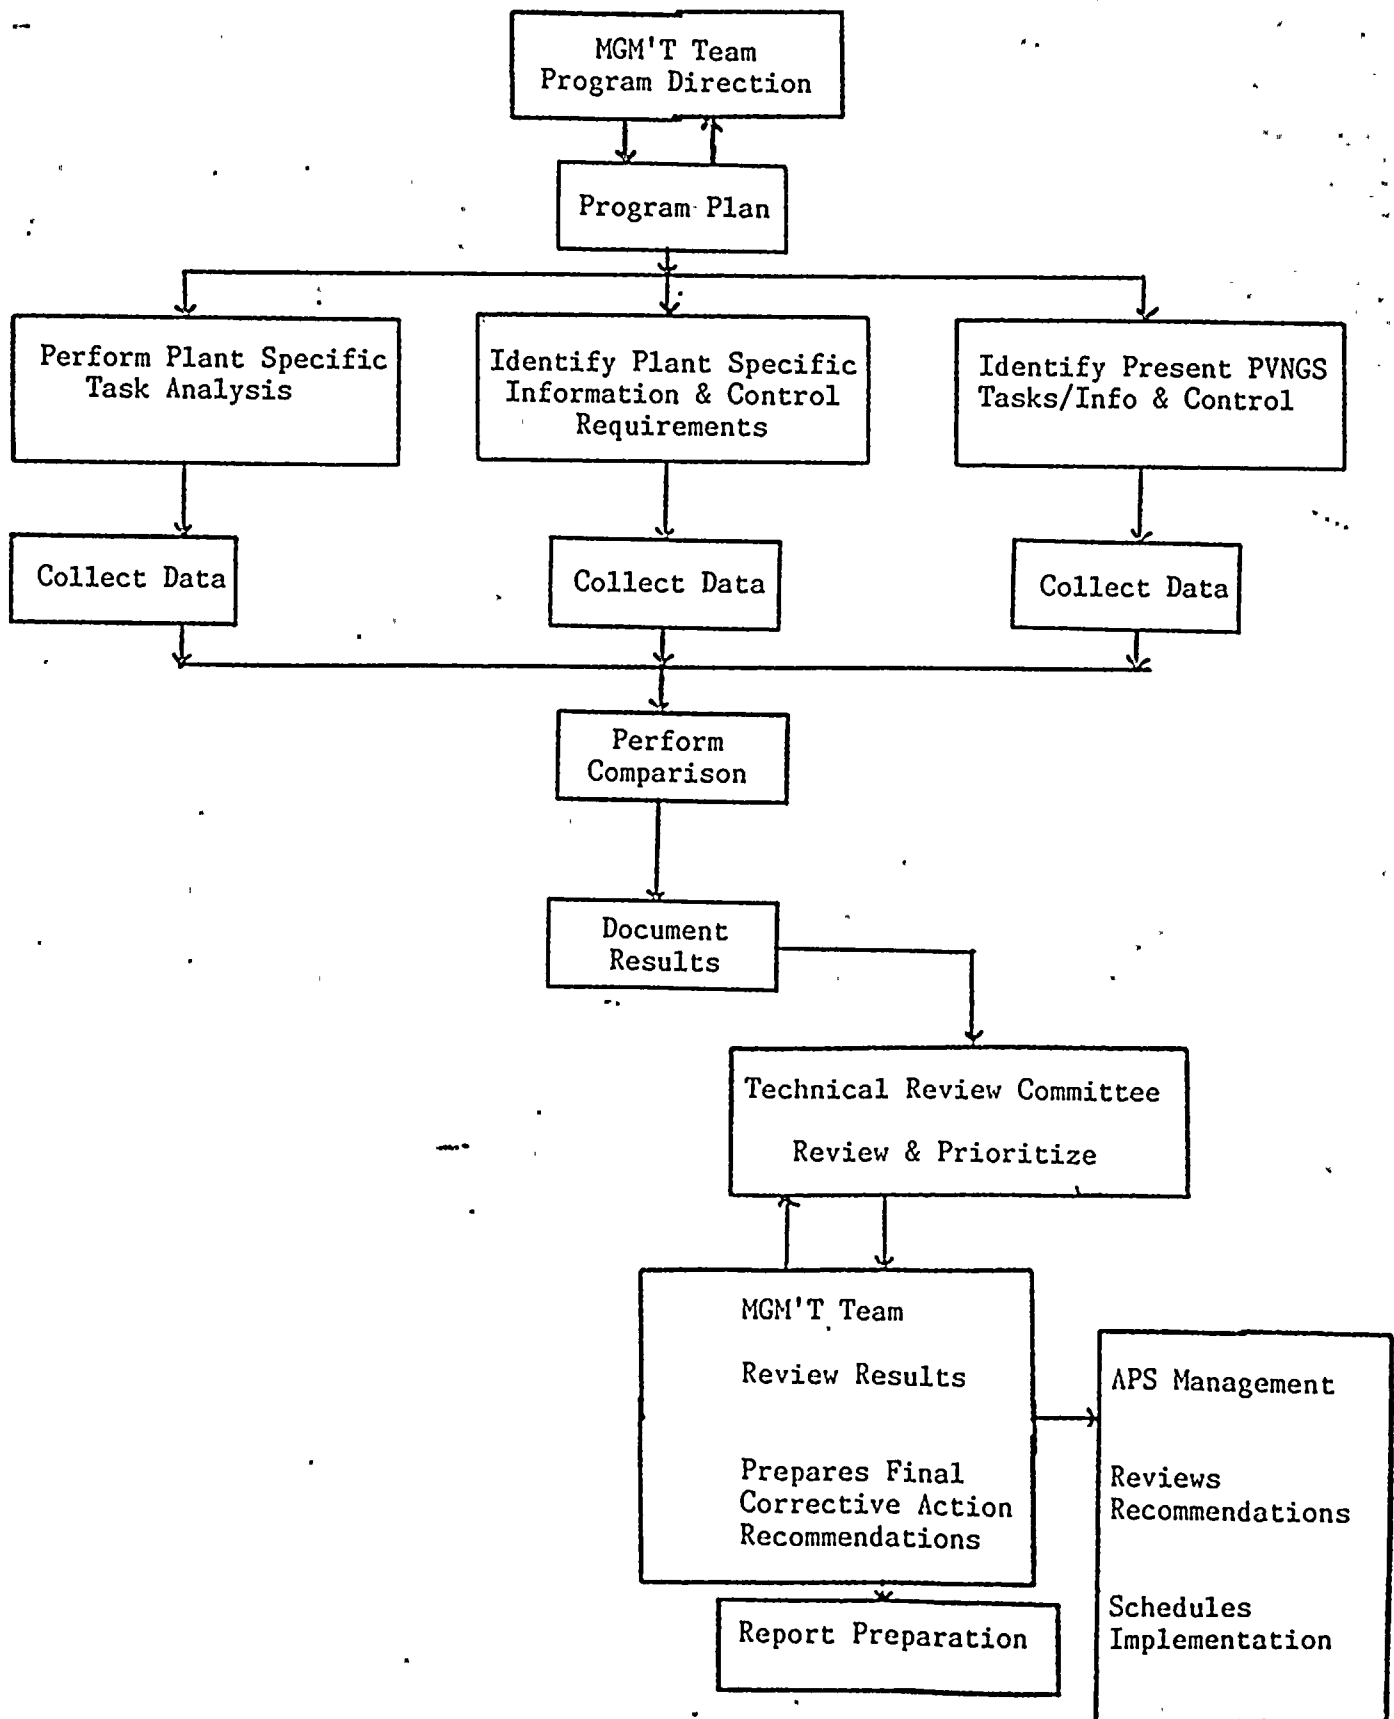 MGM'T Team
Program Direction
Program Plan
Perform Plant Specific
Task Analysis
Identify Plant Specific
Information & Control
Requirements
Identify Present PVNGS
Tasks/Info & Control
Collect Data
Collect Data
Collect Data
Perform
Comparison
Document
Results
Technical Review Committee
Review & Prioritize
MGM'T Team
Review Results
Prepares Final
Corrective Action
Recommendations
APS Management
Reviews
Recommendations
Schedules
Implementation
Report Preparation